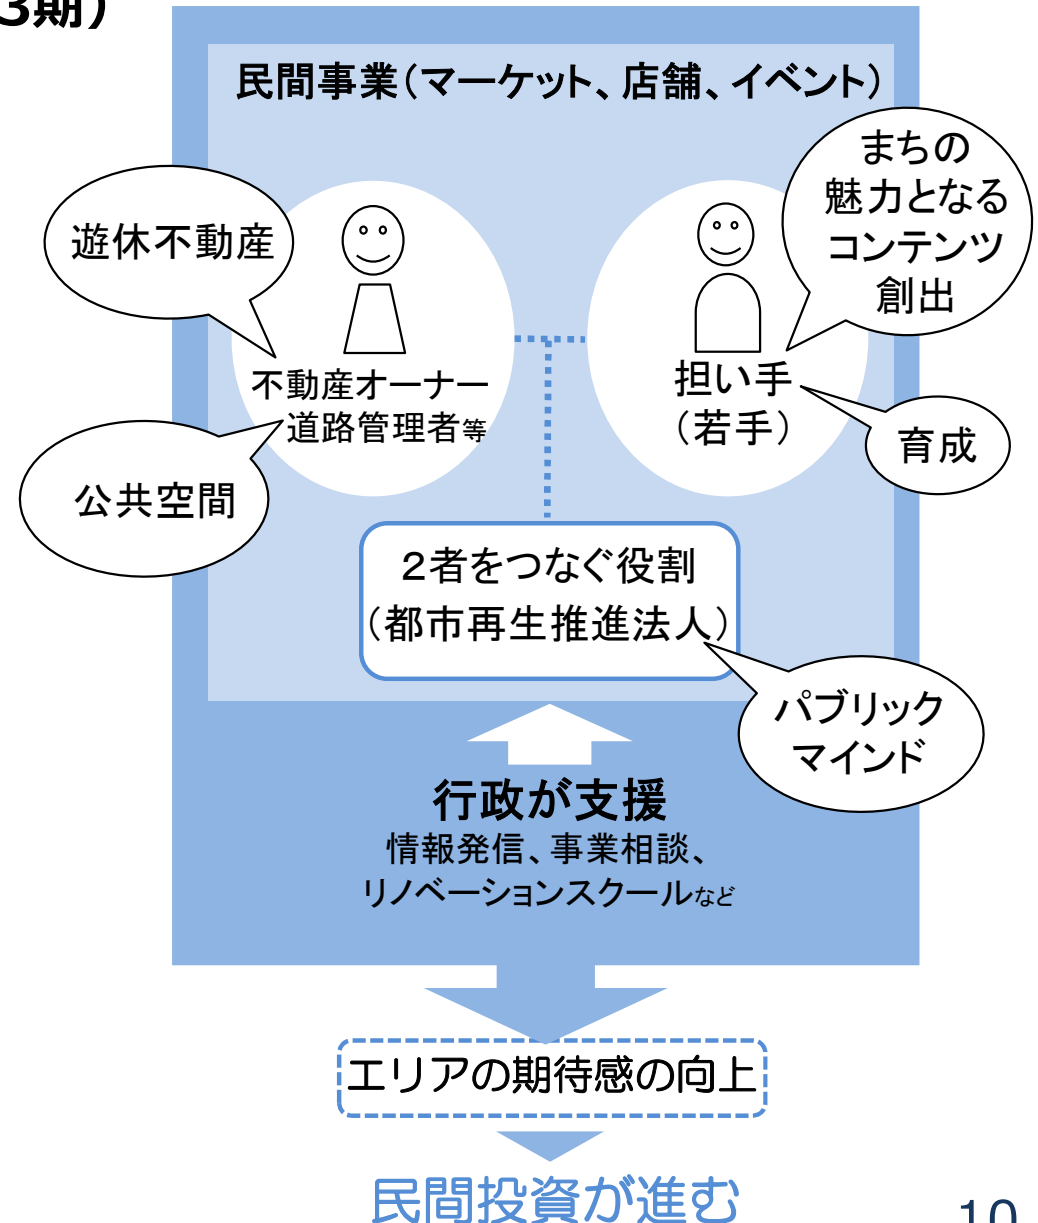 3期）
民間事業（マーケット、店舗、イベント）
まちの
魅力となる
コンテンツ
創出
遊休不動産
不動産オーナー
道路管理者等
担い手
（若手）
育成
公共空間
２者をつなぐ役割
（都市再生推進法人）
パブリック
マインド
行政が支援
情報発信、事業相談、
リノベーションスクールなど
エリアの期待感の向上
民間投資が進む
10